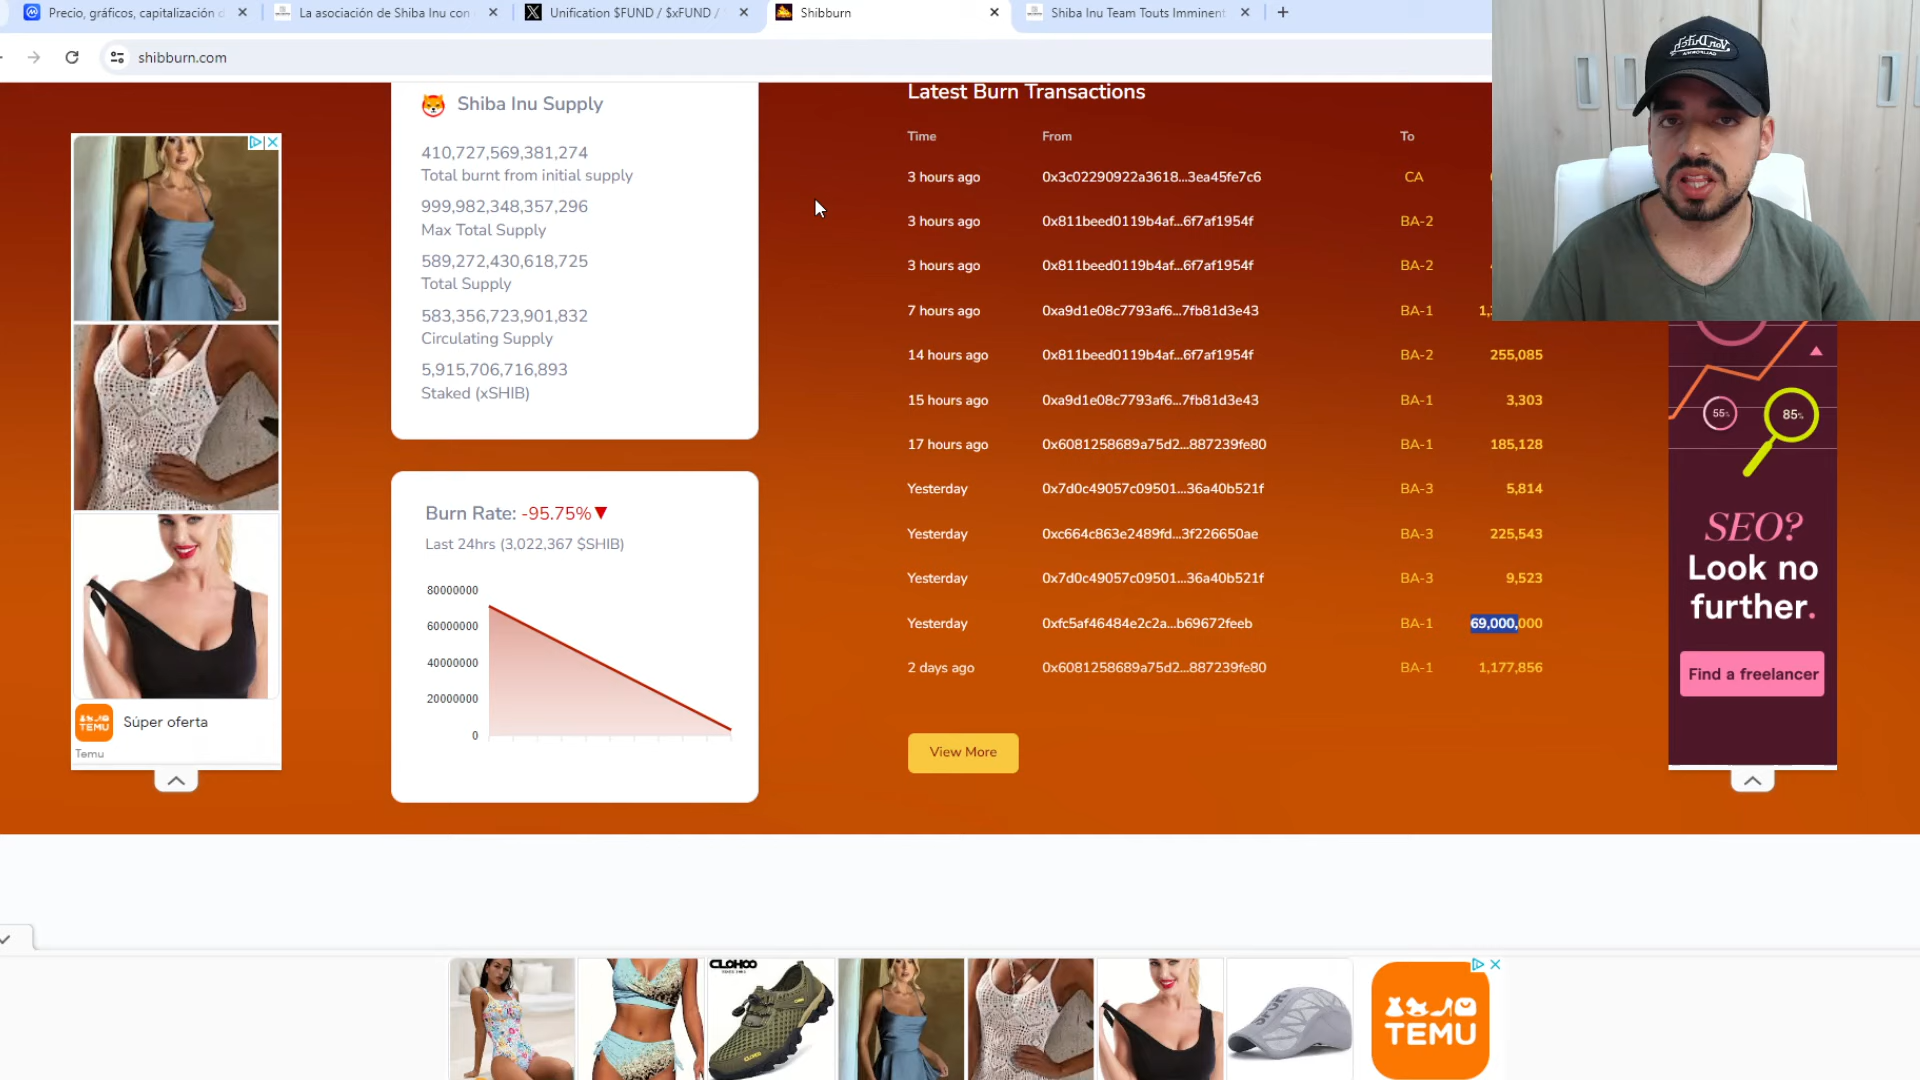 Precio, gráficos, capitalización d
La asociación de Shiba Inu con
Unification $FUND / $xFUND /
Shibburn
Shiba Inu Team Touts Imminent
shibburn.com
Shiba Inu Supply
410,727,569,381,274
Total burnt from initial supply
999,982,348,357,296
Max Total Supply
589,272,430,618,725
Total Supply
583,356,723,901,832
Circulating Supply
5,915,706,716,893
Staked (xSHIB)
Burn Rate: -95.75%▼
Last 24hrs (3,022,367 $SHIB)
80000000
60000000
40000000
20000000
0
Latest Burn Transactions
Time From To
3 hours ago 0x3c02290922a3618...3ea45fe7c6 CA
3 hours ago 0x811beed0119b4af...6f7af1954f BA-2
3 hours ago 0x811beed0119b4af...6f7af1954f BA-2
7 hours ago 0xa9d1e08c7793af6...7fb81d3e43 BA-1 1,
14 hours ago 0x811beed0119b4af...6f7af1954f BA-2 255,085
15 hours ago 0xa9d1e08c7793af6...7fb81d3e43 BA-1 3,303
17 hours ago 0x6081258689a75d2...887239fe80 BA-1 185,128
Yesterday 0x7d0c49057c09501...36a40b521f BA-3 5,814
Yesterday 0xc664c863e2489fd...3f226650ae BA-3 225,543
Yesterday 0x7d0c49057c09501...36a40b521f BA-3 9,523
Yesterday 0xfc5af46484e2c2a...b69672feeb BA-1 69,000,000
2 days ago 0x6081258689a75d2...887239fe80 BA-1 1,177,856
View More
TEMU
Súper oferta
Temu
55%
85%
SEO?
Look no
further.
Find a freelancer
CLOHOO
TEMU